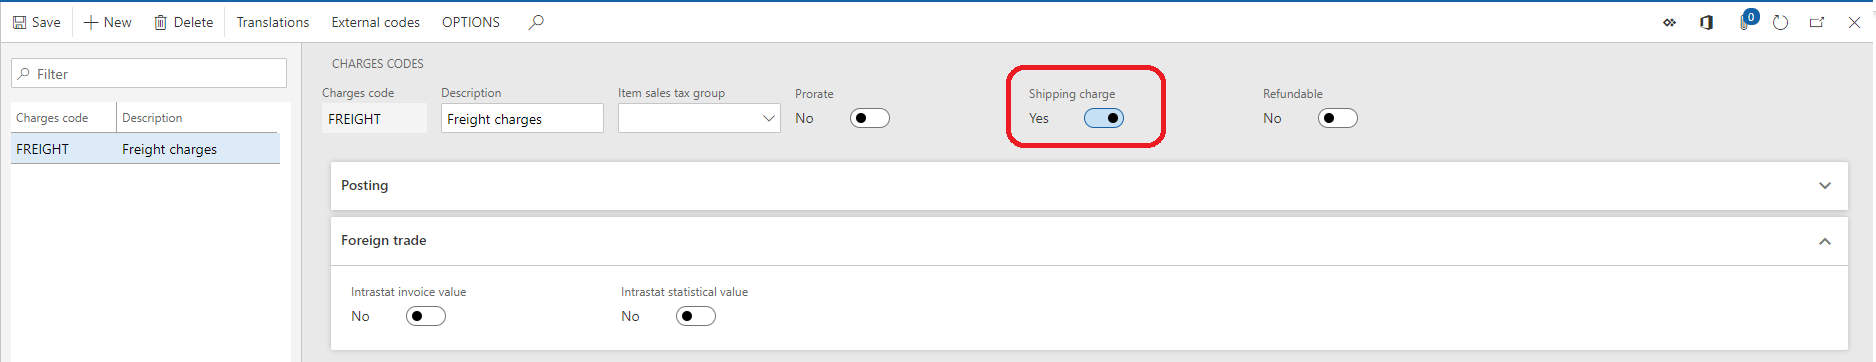 Save New Delete Translations External codes OPTIONS 0
Filter
Charges code Description
FREIGHT Freight charges
CHARGES CODES
Charges code Description Item sales tax group Prorate Shipping charge Refundable
FREIGHT Freight charges No Yes No
Posting
Foreign trade
Intrastat invoice value Intrastat statistical value
No No